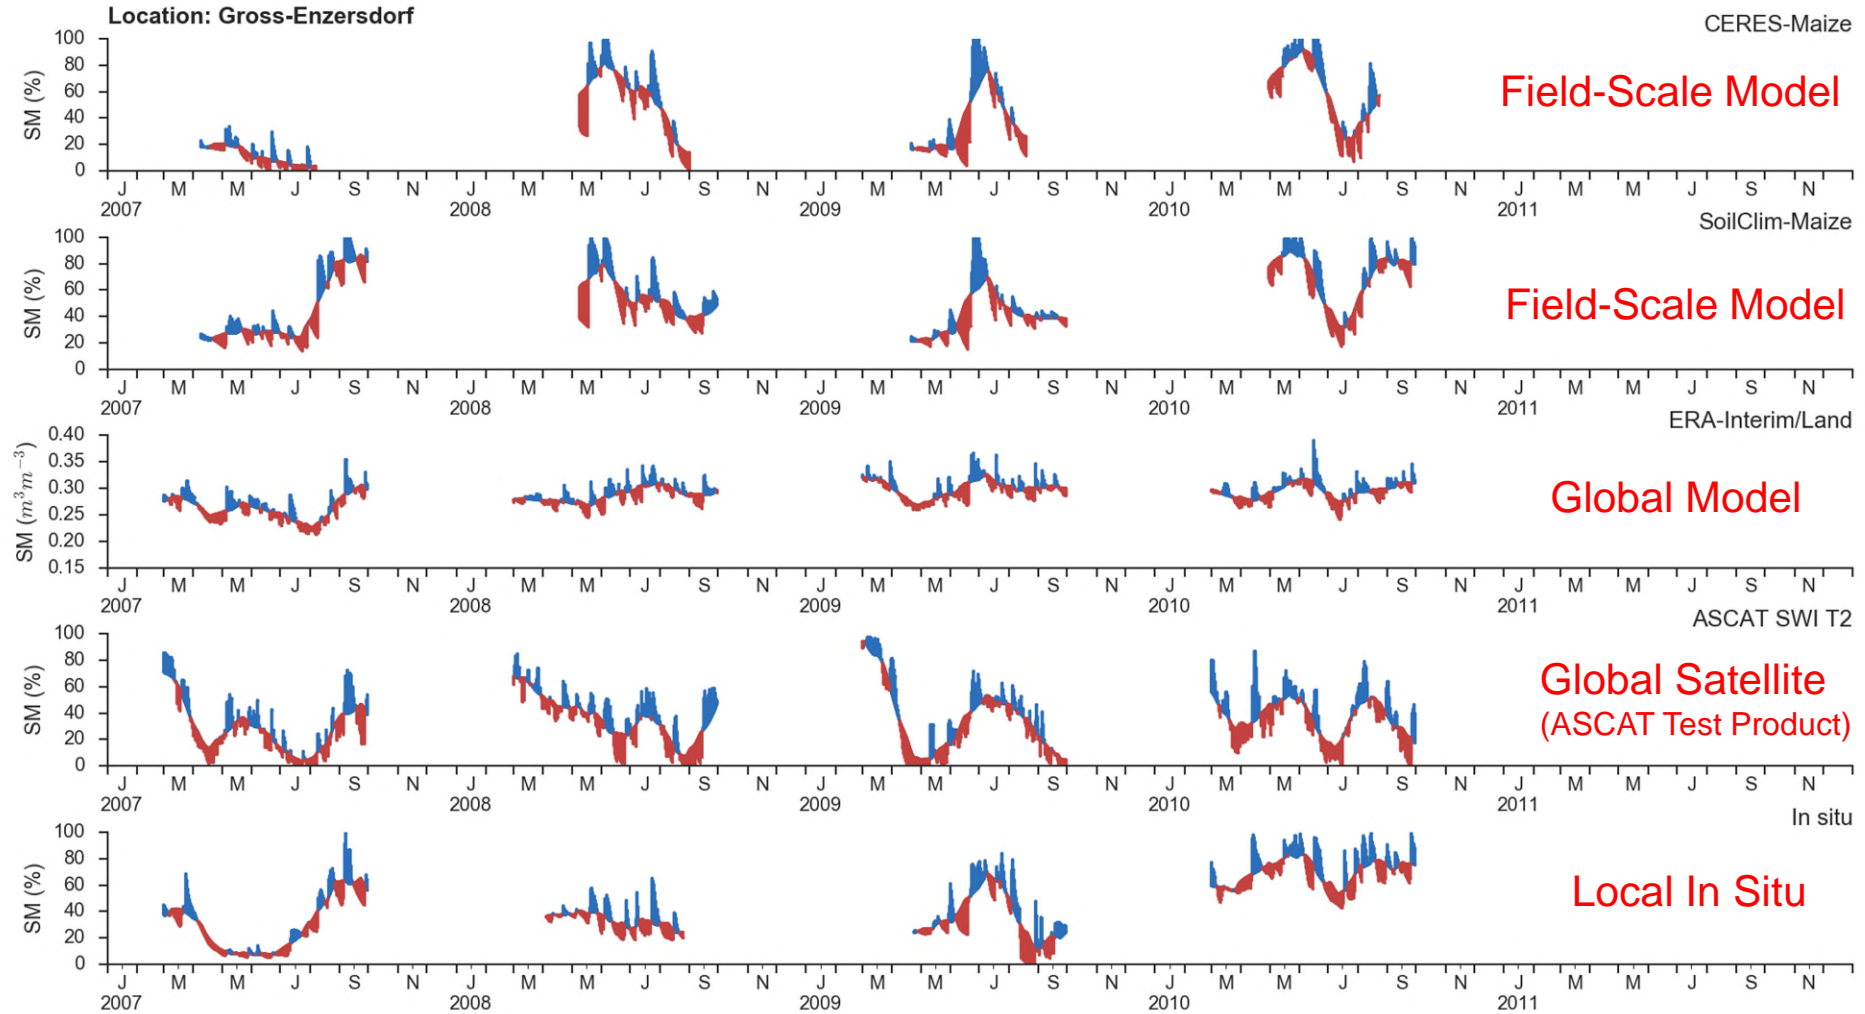 Location: Gross-Enzersdorf
CERES-Maize
SM (%)
100
80
60
40
20
0
Field-Scale Model
J M M J S N J M M J S N J M M J S N J M M J S N J M M J S N
2007 2008 2009 2010 2011
SoilClim-Maize
SM (%)
100
80
60
40
20
0
Field-Scale Model
J M M J S N J M M J S N J M M J S N J M M J S N J M M J S N
2007 2008 2009 2010 2011
ERA-Interim/Land
SM (m³m⁻³)
0.40
0.35
0.30
0.25
0.20
0.15
Global Model
J M M J S N J M M J S N J M M J S N J M M J S N J M M J S N
2007 2008 2009 2010 2011
ASCAT SWI T2
SM (%)
100
80
60
40
20
0
Global Satellite
(ASCAT Test Product)
J M M J S N J M M J S N J M M J S N J M M J S N J M M J S N
2007 2008 2009 2010 2011
In situ
SM (%)
100
80
60
40
20
0
Local In Situ
J M M J S N J M M J S N J M M J S N J M M J S N J M M J S N
2007 2008 2009 2010 2011